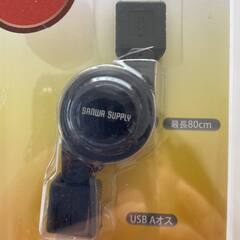 SANWA SUPPLY
最長80cm
USB Aオス